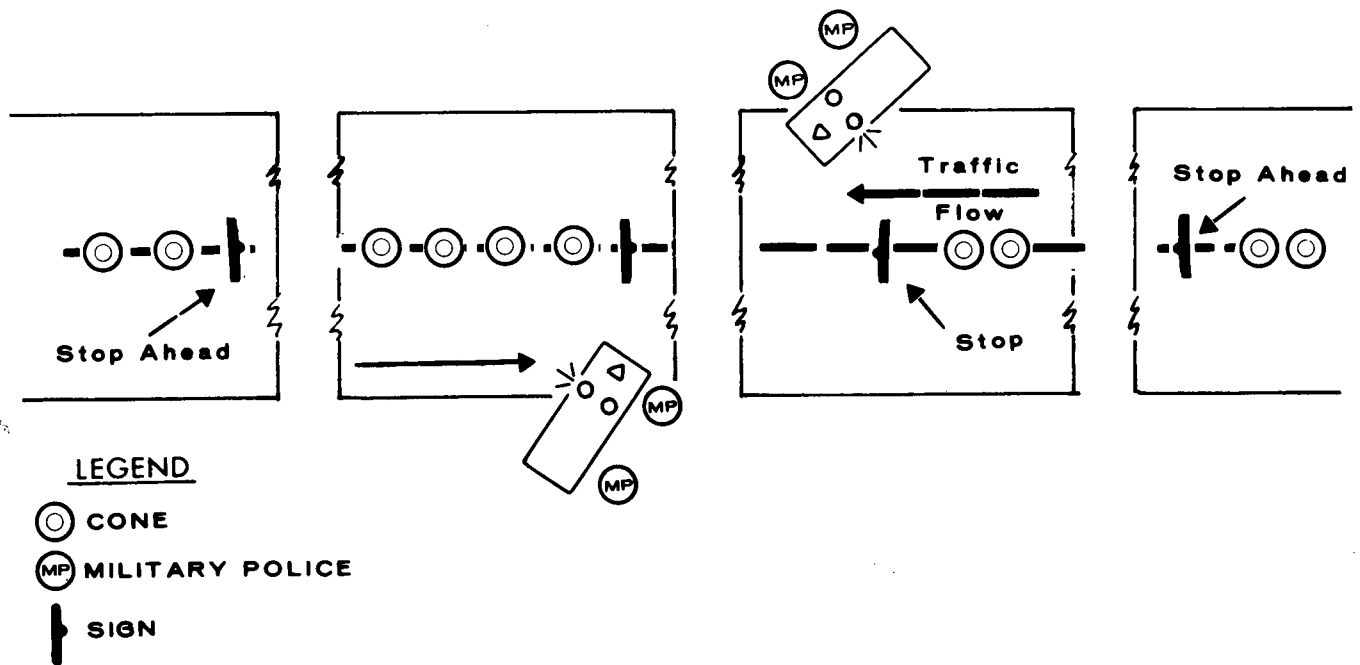 MP
MP
Traffic
Flow
Stop Ahead
Stop Ahead
Stop
MP
MP
LEGEND
CONE
MP MILITARY POLICE
SIGN